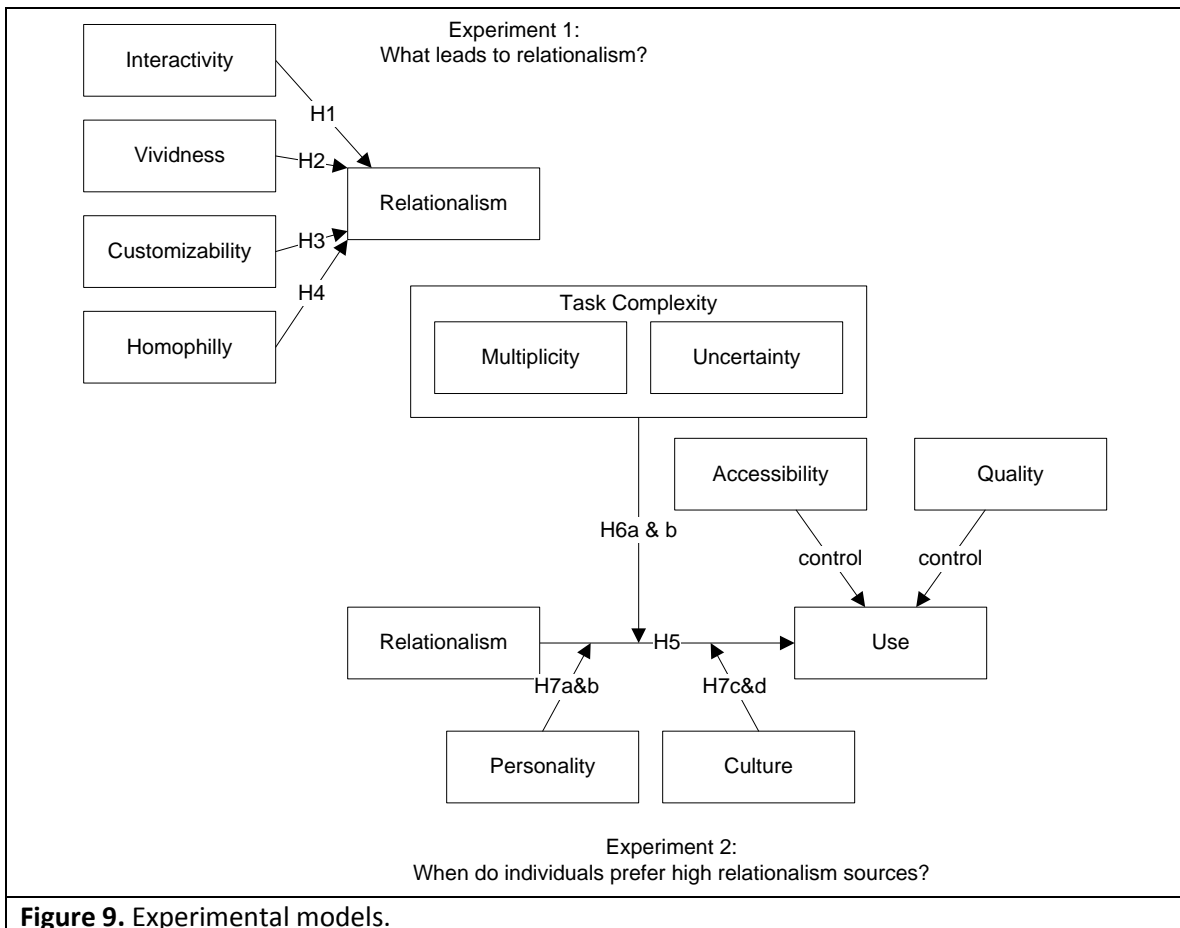 Experiment 1:
What leads to relationalism?
Interactivity
H1
Vividness
H2
Relationalism
Customizability
H3
H4
Homophilly
Task Complexity
Multiplicity
Uncertainty
Accessibility
Quality
H6a & b
control
control
Relationalism
H5
Use
H7a&b
H7c&d
Personality
Culture
Experiment 2:
When do individuals prefer high relationalism sources?
Figure 9. Experimental models.